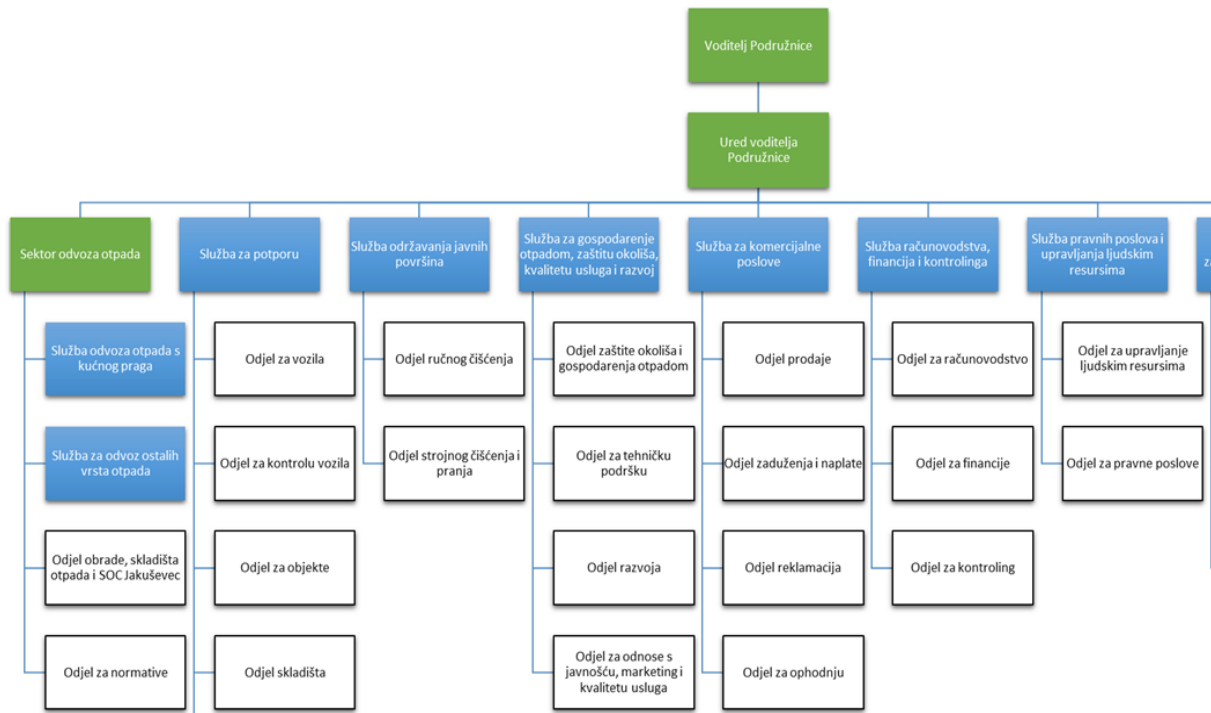 Voditelj Podružnice
Ured voditelja
Podružnice
Sektor odvoza otpada
Služba za potporu
Služba održavanja javnih
površina
Služba za gospodarenje
otpadom, zaštitu okoliša,
kvalitetu usluga i razvoj
Služba za komercijalne
poslove
Služba računovodstva,
financija i kontrolinga
Služba pravnih poslova i
upravljanja ljudskim
resursima
za
Služba odvoza otpada s
kućnog praga
Odjel za vozila
Odjel ručnog čišćenja
Odjel zaštite okoliša i
gospodarenja otpadom
Odjel prodaje
Odjel za računovodstvo
Odjel za upravljanje
ljudskim resursima
Služba za odvoz ostalih
vrsta otpada
Odjel za kontrolu vozila
Odjel strojnog čišćenja i
pranja
Odjel za tehničku
podršku
Odjel zaduženja i naplate
Odjel za financije
Odjel za pravne poslove
Odjel obrade, skladišta
otpada i SOC Jakuševec
Odjel za objekte
Odjel razvoja
Odjel reklamacija
Odjel za kontroling
Odjel za normative
Odjel skladišta
Odjel za odnose s
javnošću, marketing i
kvalitetu usluga
Odjel za ophodnju